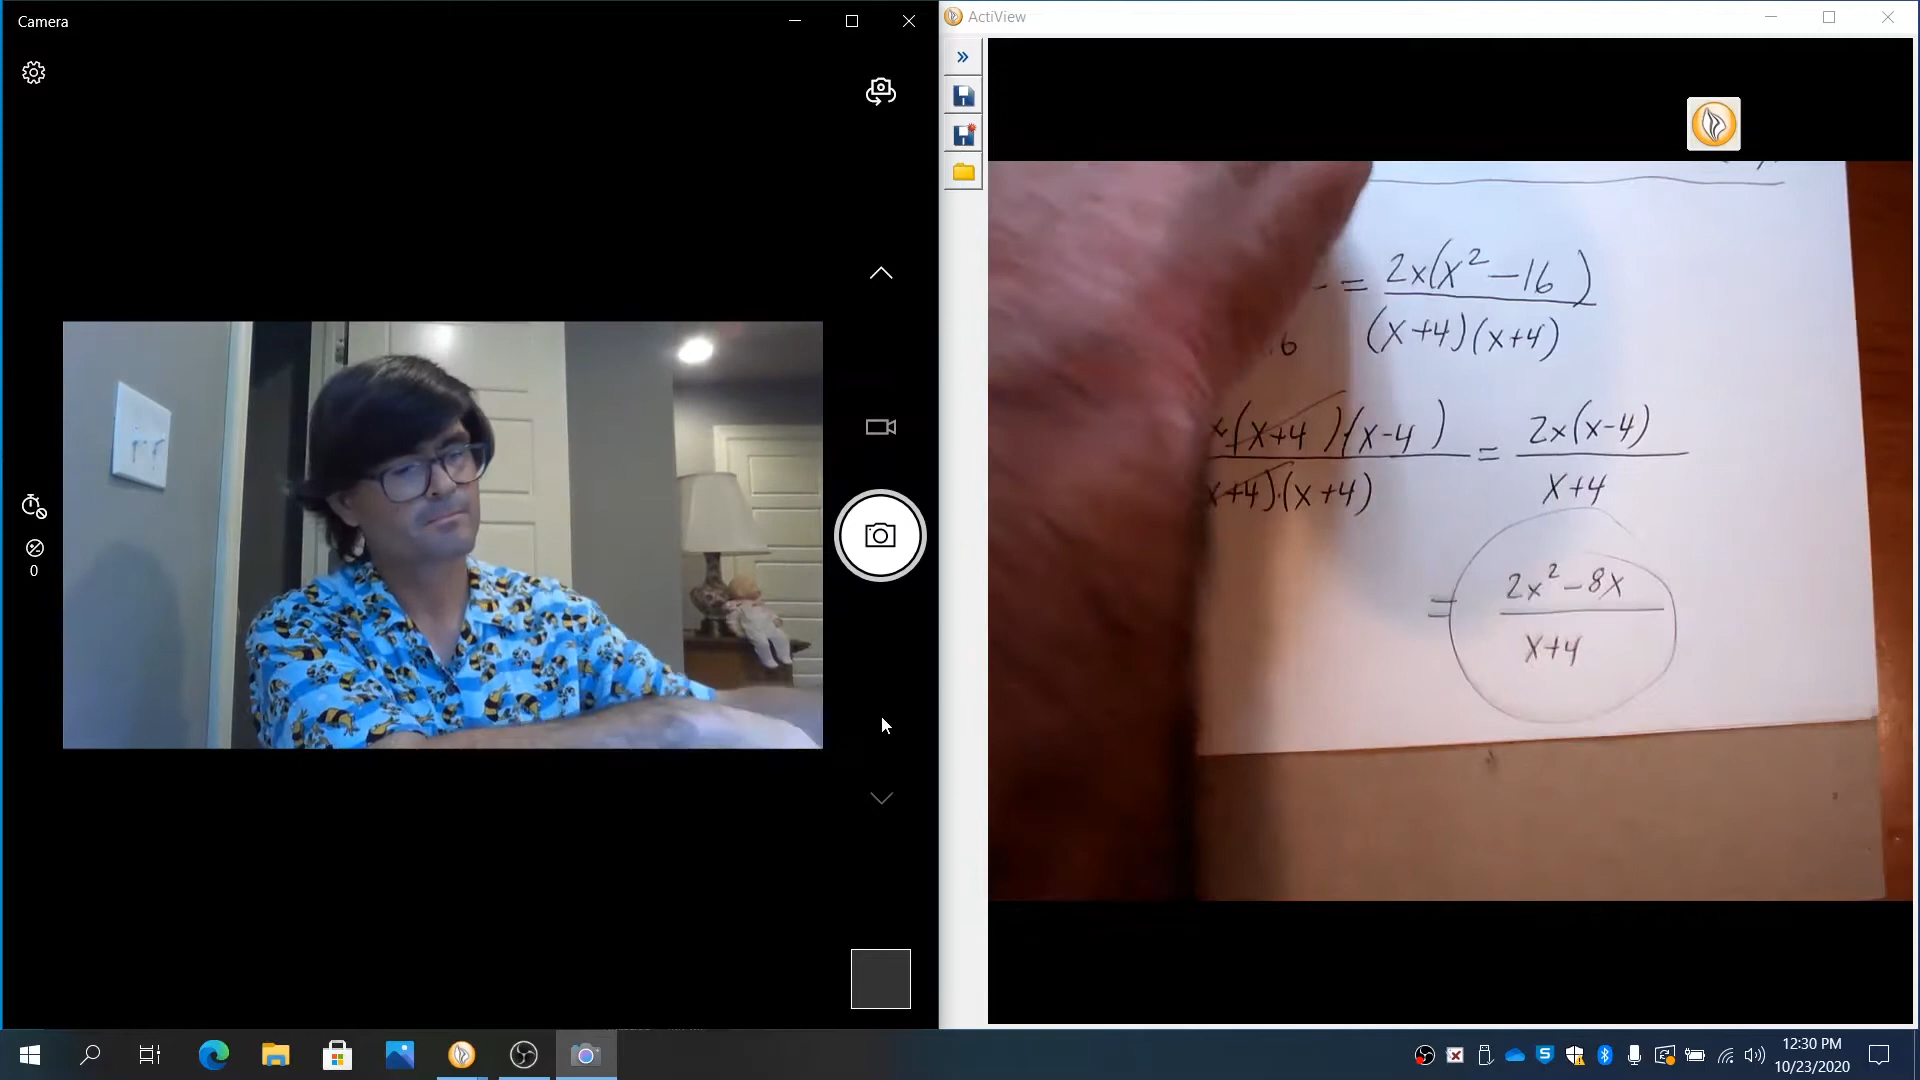 Camera
ActiView
= 2x(x² – 16)
(x+4)(x+4)
(x+4)(x-4) = 2x(x-4)
x+4).(x+4) x+4
= 2x² – 8x
x+4
0
12:30 PM
10/23/2020